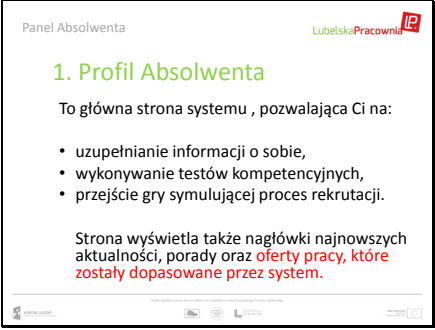 Panel Absolwenta
LubelskaPracownia
1. Profil Absolwenta
To główna strona systemu , pozwalająca Ci na:
• uzupełnianie informacji o sobie,
• wykonywanie testów kompetencyjnych,
• przejście gry symulującej proces rekrutacji.
Strona wyświetla także nagłówki najnowszych
aktualności, porady oraz oferty pracy, które
zostały dopasowane przez system.
KAPITAŁ LUDZKI